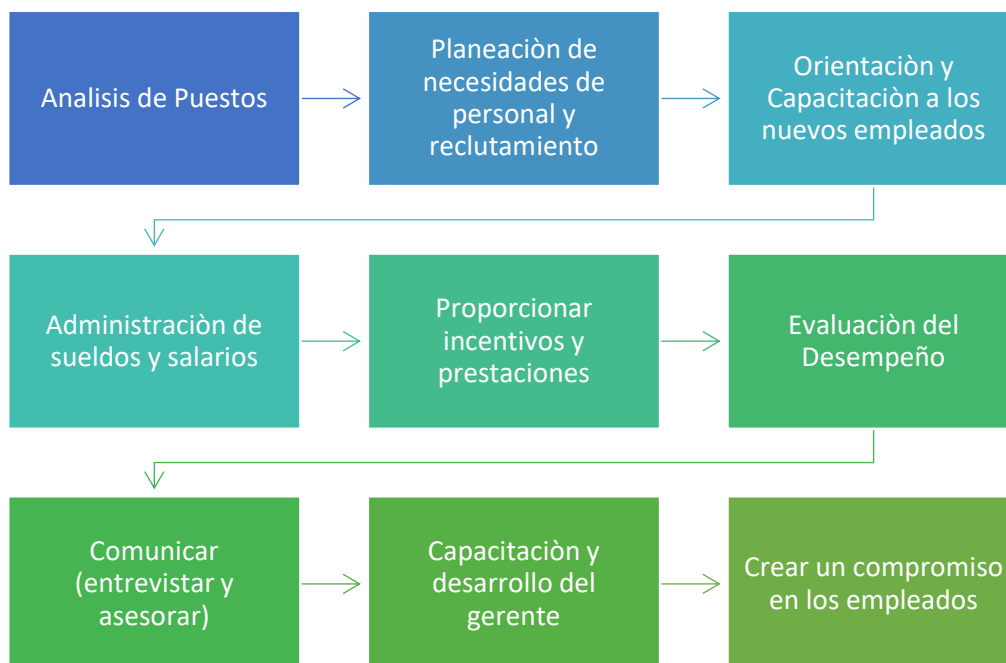 Analisis de Puestos
Planeaciòn de
necesidades de
personal y
reclutamiento
Orientaciòn y
Capacitaciòn a los
nuevos empleados
Administraciòn de
sueldos y salarios
Proporcionar
incentivos y
prestaciones
Evaluaciòn del
Desempeño
Comunicar
(entrevistar y
asesorar)
Capacitaciòn y
desarrollo del
gerente
Crear un compromiso
en los empleados